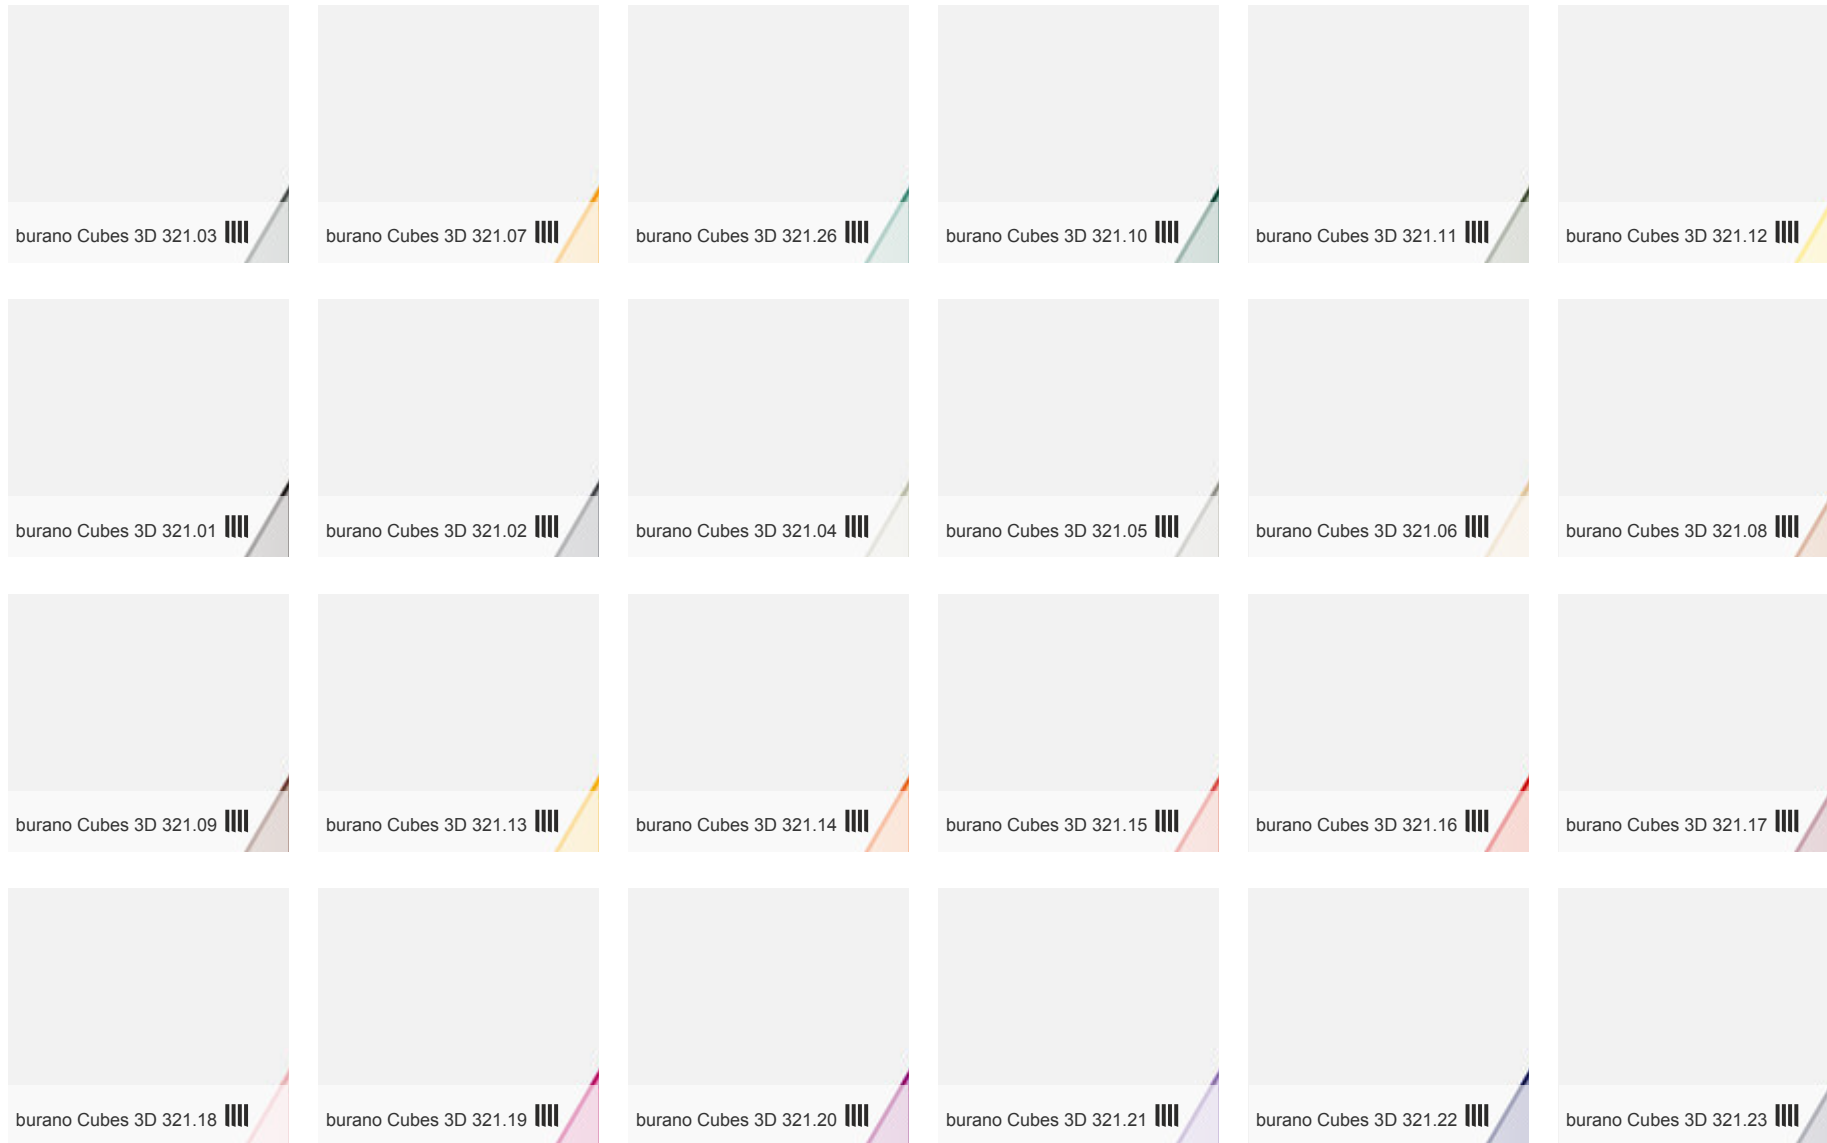 burano Cubes 3D 321.03
burano Cubes 3D 321.07
burano Cubes 3D 321.26
burano Cubes 3D 321.10
burano Cubes 3D 321.11
burano Cubes 3D 321.12
burano Cubes 3D 321.01
burano Cubes 3D 321.02
burano Cubes 3D 321.04
burano Cubes 3D 321.05
burano Cubes 3D 321.06
burano Cubes 3D 321.08
burano Cubes 3D 321.09
burano Cubes 3D 321.13
burano Cubes 3D 321.14
burano Cubes 3D 321.15
burano Cubes 3D 321.16
burano Cubes 3D 321.17
burano Cubes 3D 321.18
burano Cubes 3D 321.19
burano Cubes 3D 321.20
burano Cubes 3D 321.21
burano Cubes 3D 321.22
burano Cubes 3D 321.23